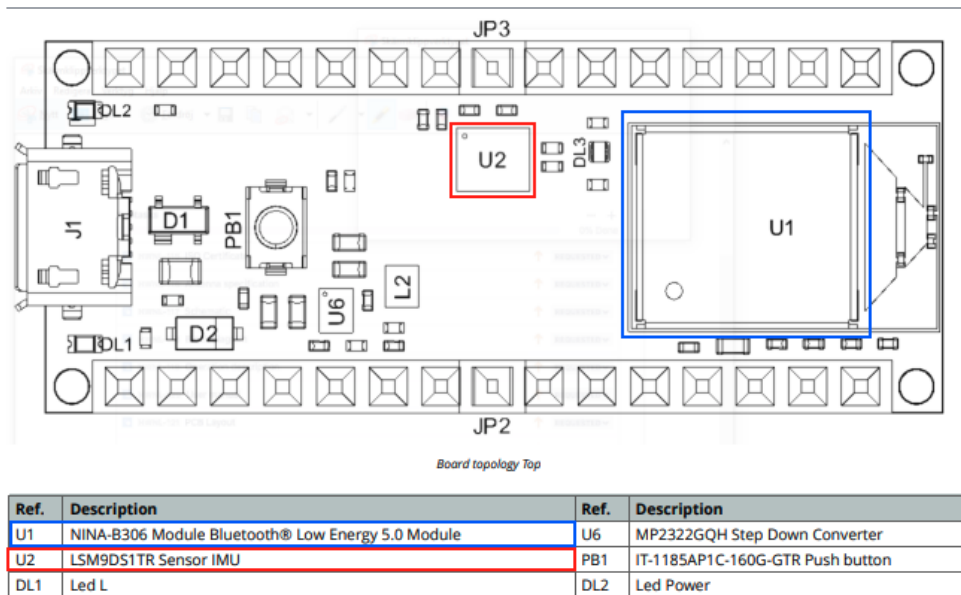 JP3
DL2
U2
DL3
U1
J1
D1
PB1
U6
L2
DL1
D2
JP2
PCB Layout
Board topology Top
Ref. Description Ref. Description
U1 NINA-B306 Module Bluetooth® Low Energy 5.0 Module U6 MP2322GQH Step Down Converter
U2 LSM9DS1TR Sensor IMU PB1 IT-1185AP1C-160G-GTR Push button
DL1 Led L DL2 Led Power